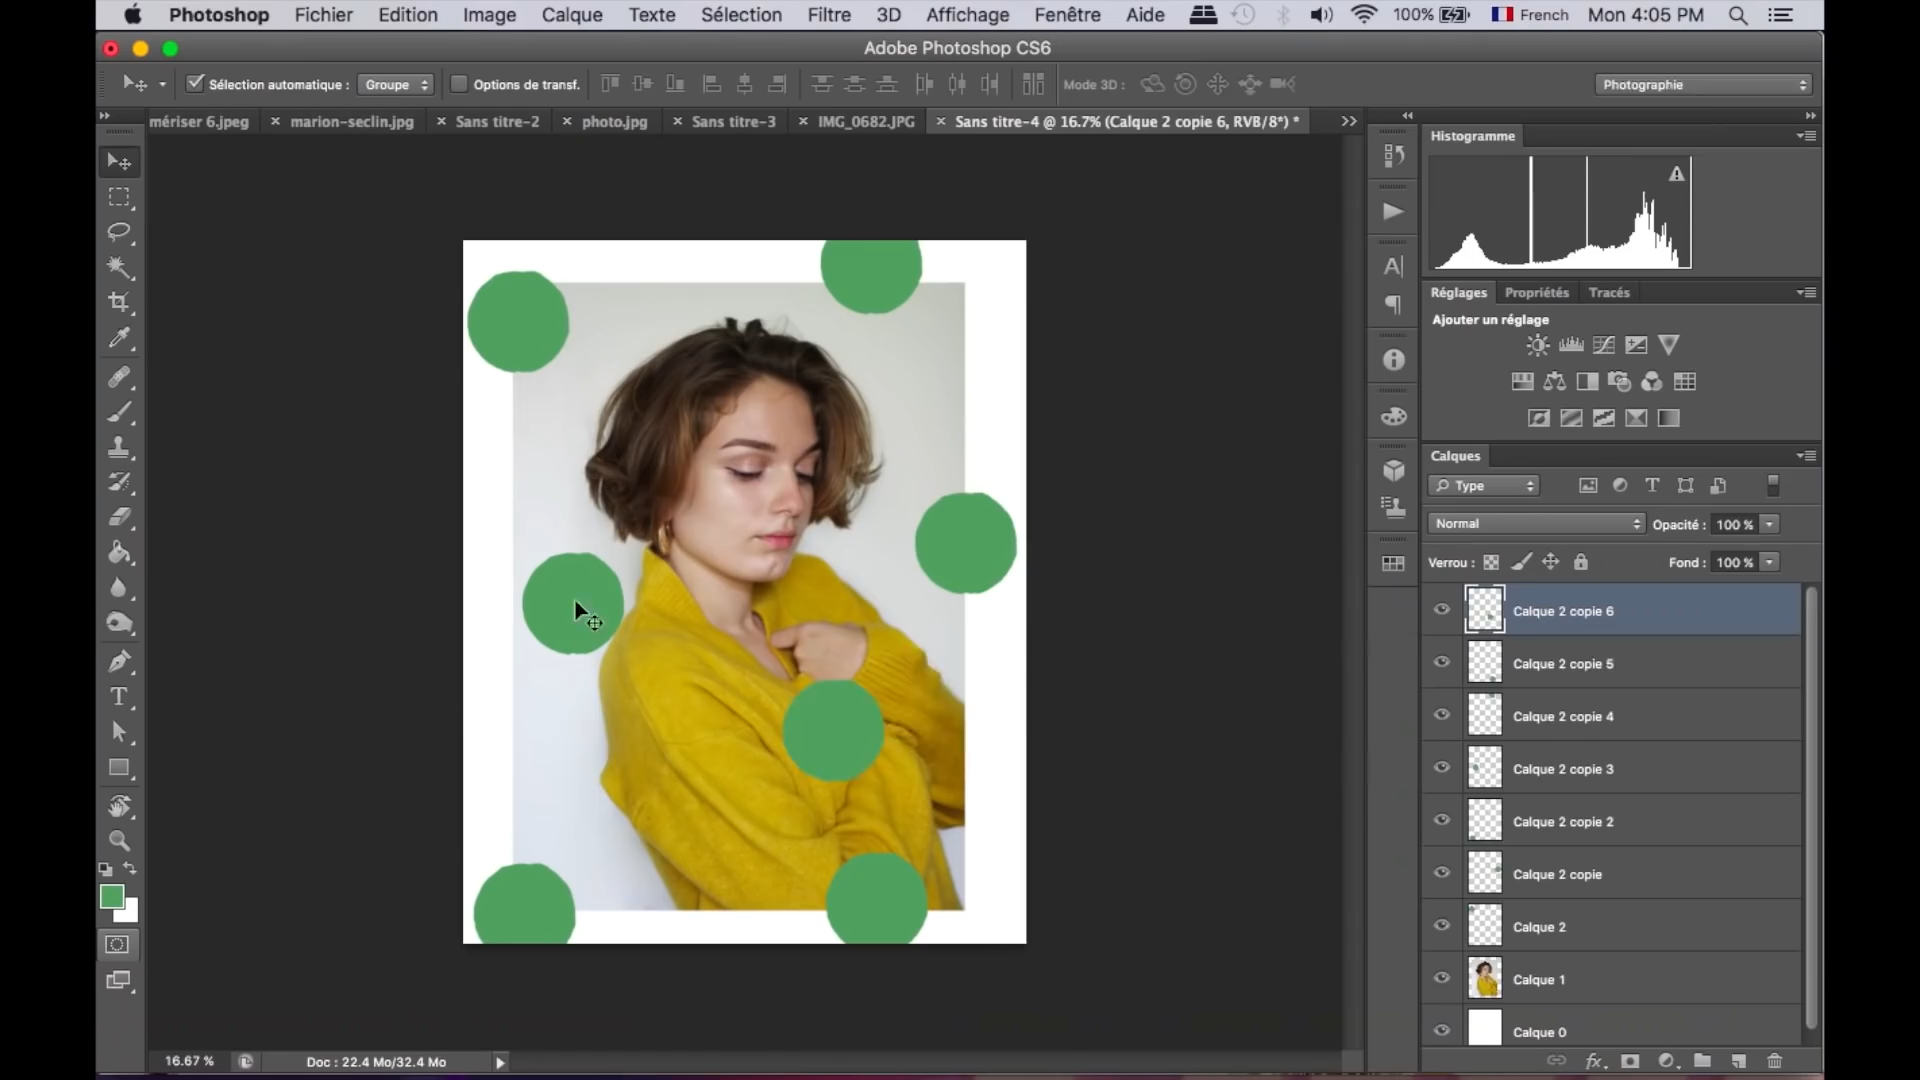 Photoshop Fichier Edition Image Calque Texte Sélection Filtre 3D Affichage Fenêtre Aide 100% French Mon 4:05 PM
Adobe Photoshop CS6
Sélection automatique : Groupe Options de transf. Mode 3D : Photographie
mériser 6.jpeg × marion-seclin.jpg × Sans titre-2 × photo.jpg × Sans titre-3 × IMG_0682.JPG × Sans titre-4 @ 16.7% (Calque 2 copie 6, RVB/8*) *
Histogramme
Réglages Propriétés Tracés
Ajouter un réglage
Calques
Type
Normal Opacité : 100 %
Verrou : Fond : 100 %
Calque 2 copie 6
Calque 2 copie 5
Calque 2 copie 4
Calque 2 copie 3
Calque 2 copie 2
Calque 2 copie
Calque 2
Calque 1
Calque 0
16.67 % Doc : 22.4 Mo/32.4 Mo